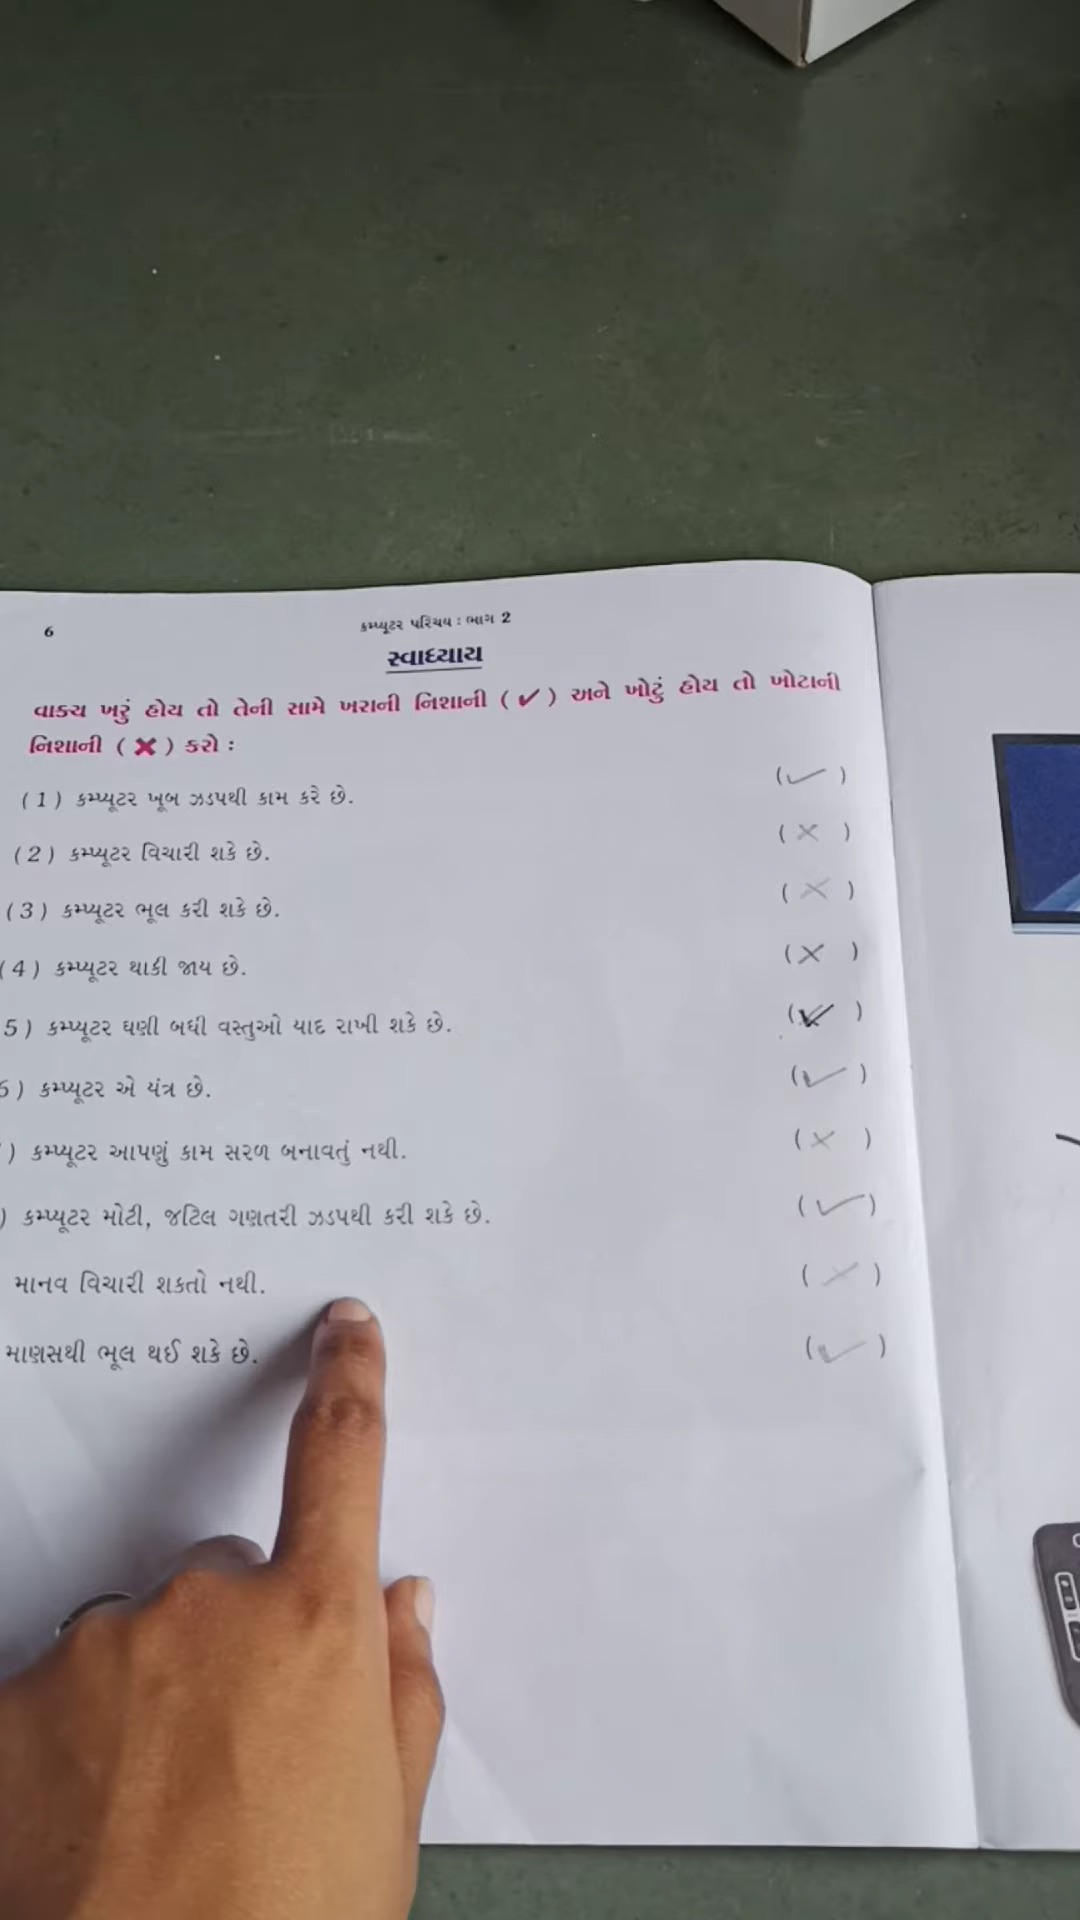 6
કમ્પ્યૂટર પરિચય : ભાગ 2
સ્વાધ્યાય
વાક્ય ખરું હોય તો તેની સામે ખરાની નિશાની ( ✓ ) અને ખોટું હોય તો ખોટાની
નિશાની ( ✗ ) કરો :
( 1 ) કમ્પ્યૂટર ખૂબ ઝડપથી કામ કરે છે. ( ✓ )
( 2 ) કમ્પ્યૂટર વિચારી શકે છે. ( ✗ )
( 3 ) કમ્પ્યૂટર ભૂલ કરી શકે છે. ( ✗ )
( 4 ) કમ્પ્યૂટર થાકી જાય છે. ( ✗ )
5 ) કમ્પ્યૂટર ઘણી બધી વસ્તુઓ યાદ રાખી શકે છે. ( ✓ )
6 ) કમ્પ્યૂટર એ યંત્ર છે. ( ✓ )
) કમ્પ્યૂટર આપણું કામ સરળ બનાવતું નથી. ( ✗ )
) કમ્પ્યૂટર મોટી, જટિલ ગણતરી ઝડપથી કરી શકે છે. ( ✓ )
માનવ વિચારી શકતો નથી. ( ✗ )
માણસથી ભૂલ થઈ શકે છે. ( ✓ )